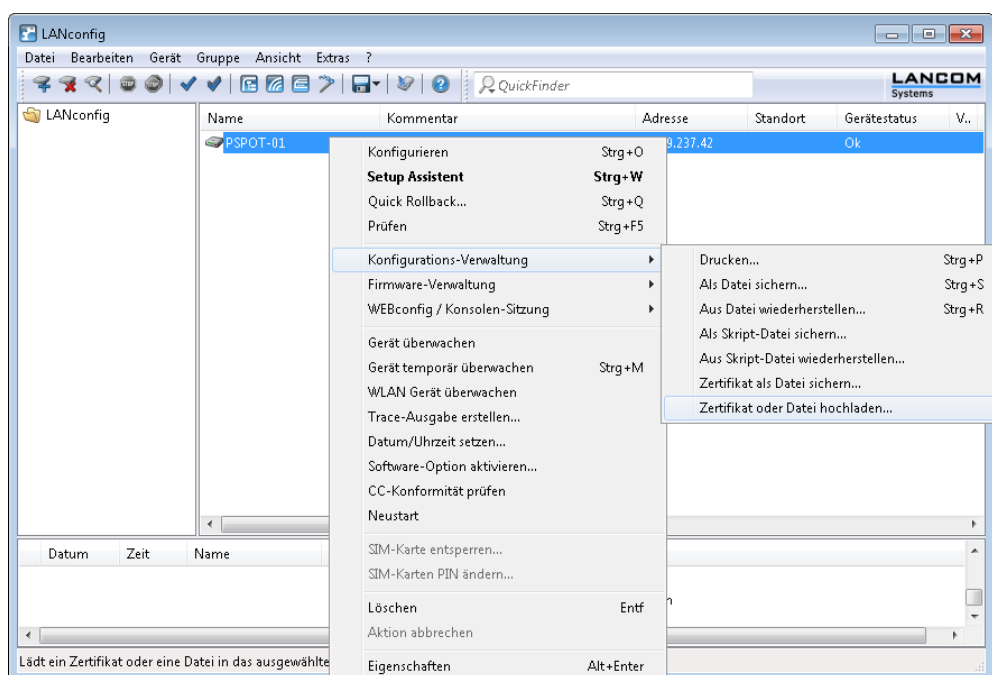 LANconfig
Datei Bearbeiten Gerät Gruppe Ansicht Extras ?
QuickFinder
LANCOM
Systems
LANconfig
Name Kommentar Adresse Standort Gerätestatus V..
PSPOT-01 9.237.42 Ok
Konfigurieren Strg+O
Setup Assistent Strg+W
Quick Rollback... Strg+Q
Prüfen Strg+F5
Konfigurations-Verwaltung
Firmware-Verwaltung
WEBconfig / Konsolen-Sitzung
Gerät überwachen
Gerät temporär überwachen Strg+M
WLAN Gerät überwachen
Trace-Ausgabe erstellen...
Datum/Uhrzeit setzen...
Software-Option aktivieren...
CC-Konformität prüfen
Neustart
SIM-Karte entsperren...
SIM-Karten PIN ändern...
Löschen Entf
Aktion abbrechen
Eigenschaften Alt+Enter
Drucken... Strg+P
Als Datei sichern... Strg+S
Aus Datei wiederherstellen... Strg+R
Als Skript-Datei sichern...
Aus Skript-Datei wiederherstellen...
Zertifikat als Datei sichern...
Zertifikat oder Datei hochladen...
Datum Zeit Name
Lädt ein Zertifikat oder eine Datei in das ausgewählte